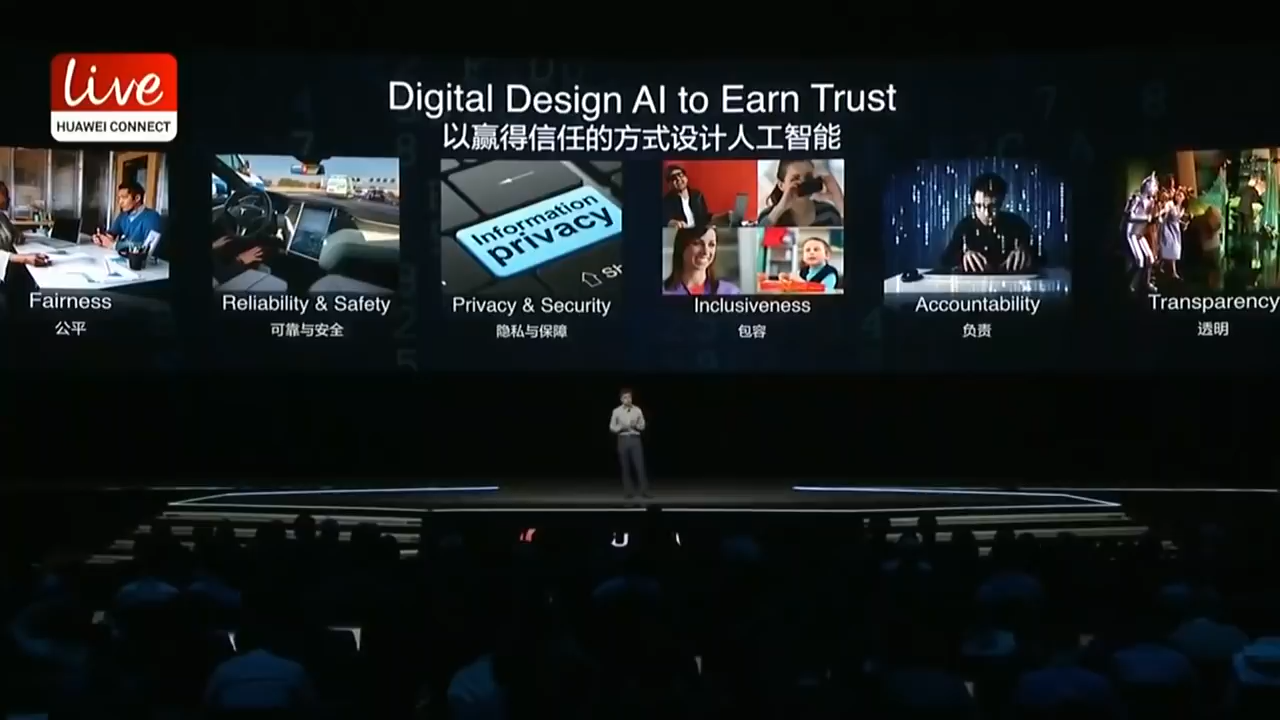 Live
HUAWEI CONNECT
Digital Design AI to Earn Trust
以赢得信任的方式设计人工智能
Information
privacy
Fairness
公平
Reliability & Safety
可靠与安全
Privacy & Security
隐私与保障
Inclusiveness
包容
Accountability
负责
Transparency
透明